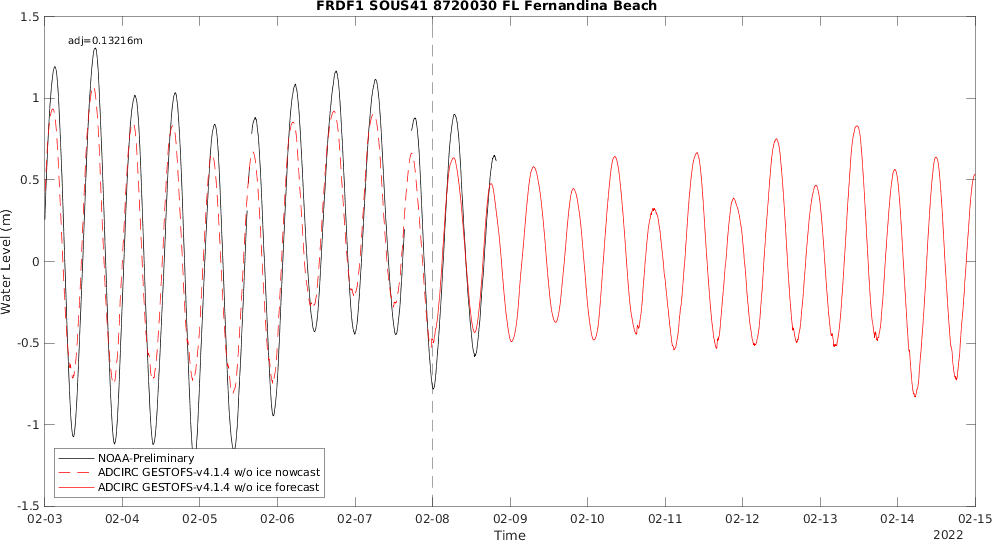 FRDF1 SOUS41 8720030 FL Fernandina Beach
adj=0.13216m
1.5
1
0.5
0
-0.5
-1
-1.5
Water Level (m)
NOAA-Preliminary
ADCIRC GESTOFS-v4.1.4 w/o ice nowcast
ADCIRC GESTOFS-v4.1.4 w/o ice forecast
02-03 02-04 02-05 02-06 02-07 02-08 02-09 02-10 02-11 02-12 02-13 02-14 02-15
Time
2022